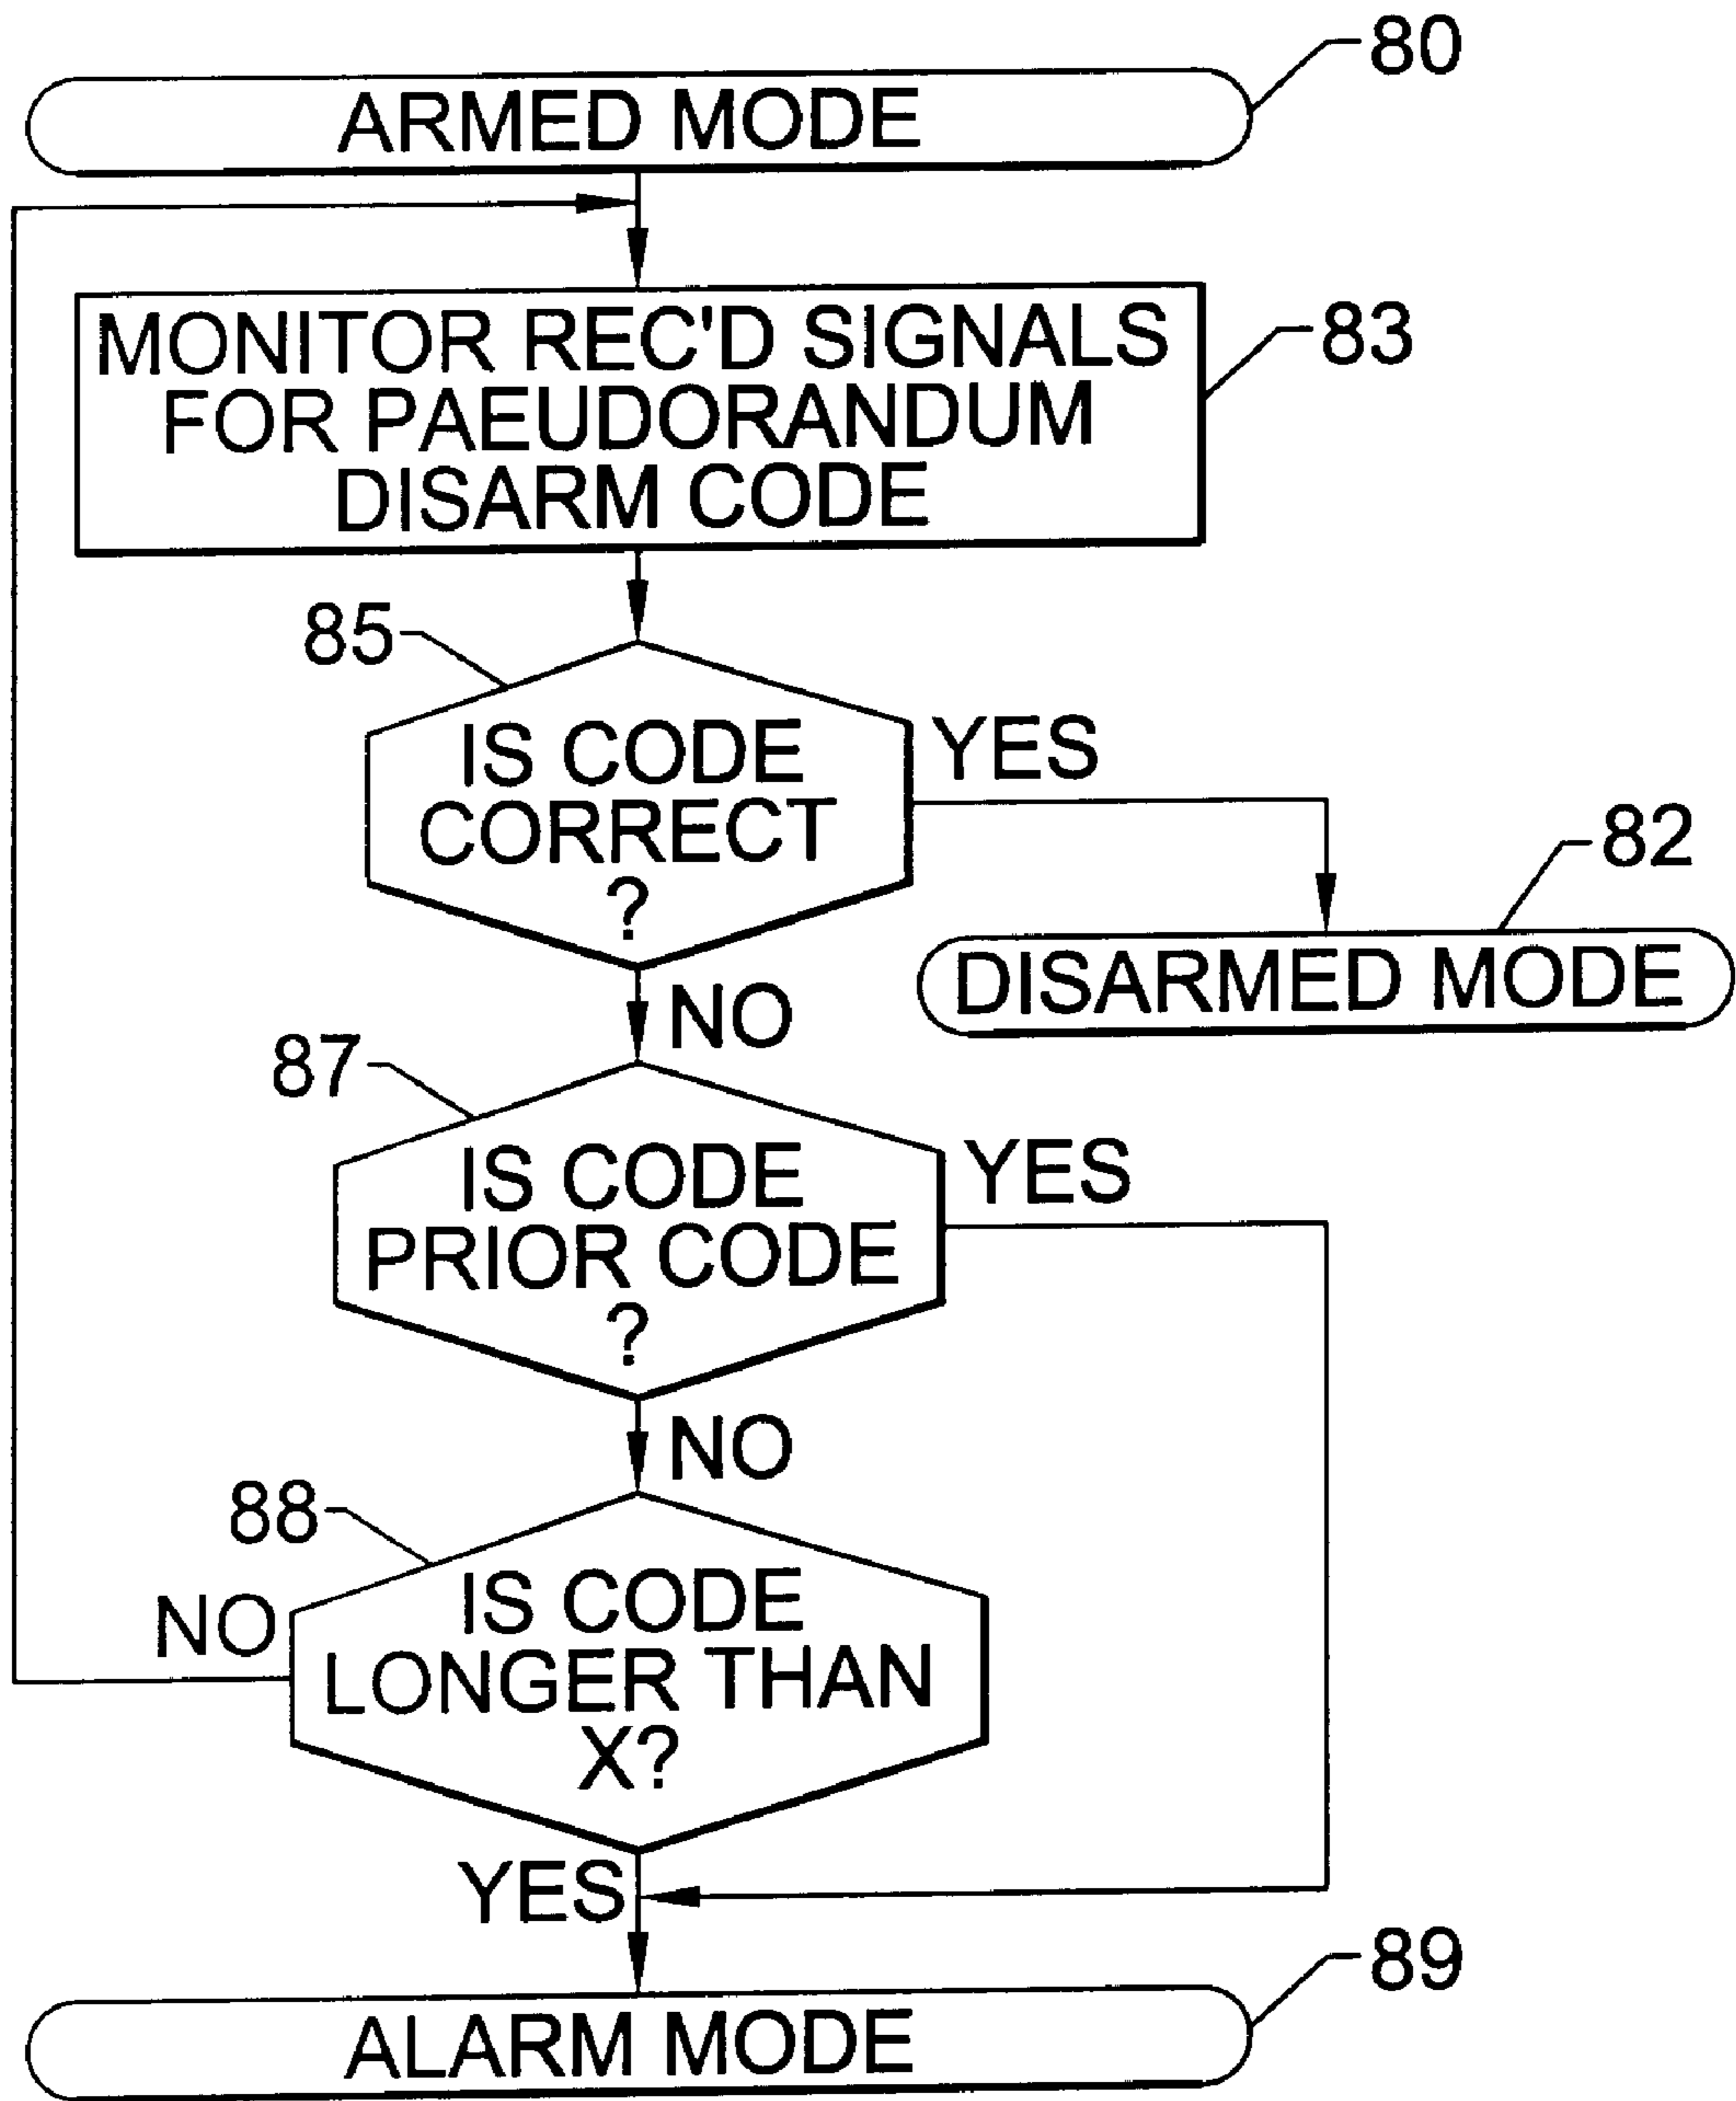 80
ARMED MODE
MONITOR REC'D SIGNALS
FOR PAEUDORANDUM
DISARM CODE
83
85
IS CODE
CORRECT
?
YES
82
DISARMED MODE
NO
87
IS CODE
PRIOR CODE
?
YES
NO
88
IS CODE
LONGER THAN
X?
NO
YES
89
ALARM MODE